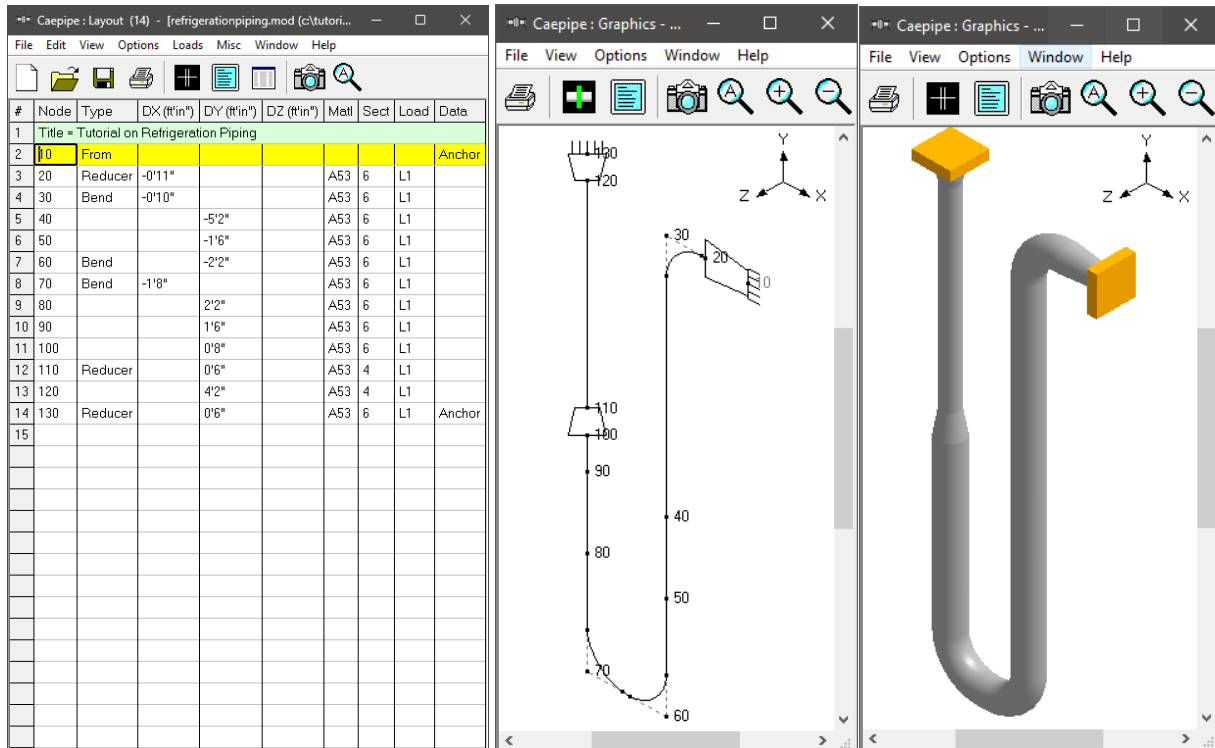 Caepipe : Layout (14) - [refrigerationpiping.mod (c:\tutori...
File Edit View Options Loads Misc Window Help
# Node Type DX (ft'in") DY (ft'in") DZ (ft'in") Matl Sect Load Data
1 Title = Tutorial on Refrigeration Piping
2 10 From Anchor
3 20 Reducer -0'11" A53 6 L1
4 30 Bend -0'10" A53 6 L1
5 40 -5'2" A53 6 L1
6 50 -1'6" A53 6 L1
7 60 Bend -2'2" A53 6 L1
8 70 Bend -1'8" A53 6 L1
9 80 2'2" A53 6 L1
10 90 1'6" A53 6 L1
11 100 0'8" A53 6 L1
12 110 Reducer 0'6" A53 4 L1
13 120 4'2" A53 4 L1
14 130 Reducer 0'6" A53 6 L1 Anchor
15
Caepipe : Graphics - ...
File View Options Window Help
A
Y
Z X
130
120
30
20
10
110
100
90
40
80
50
70
60
Caepipe : Graphics - ...
File View Options Window Help
A
Y
Z X